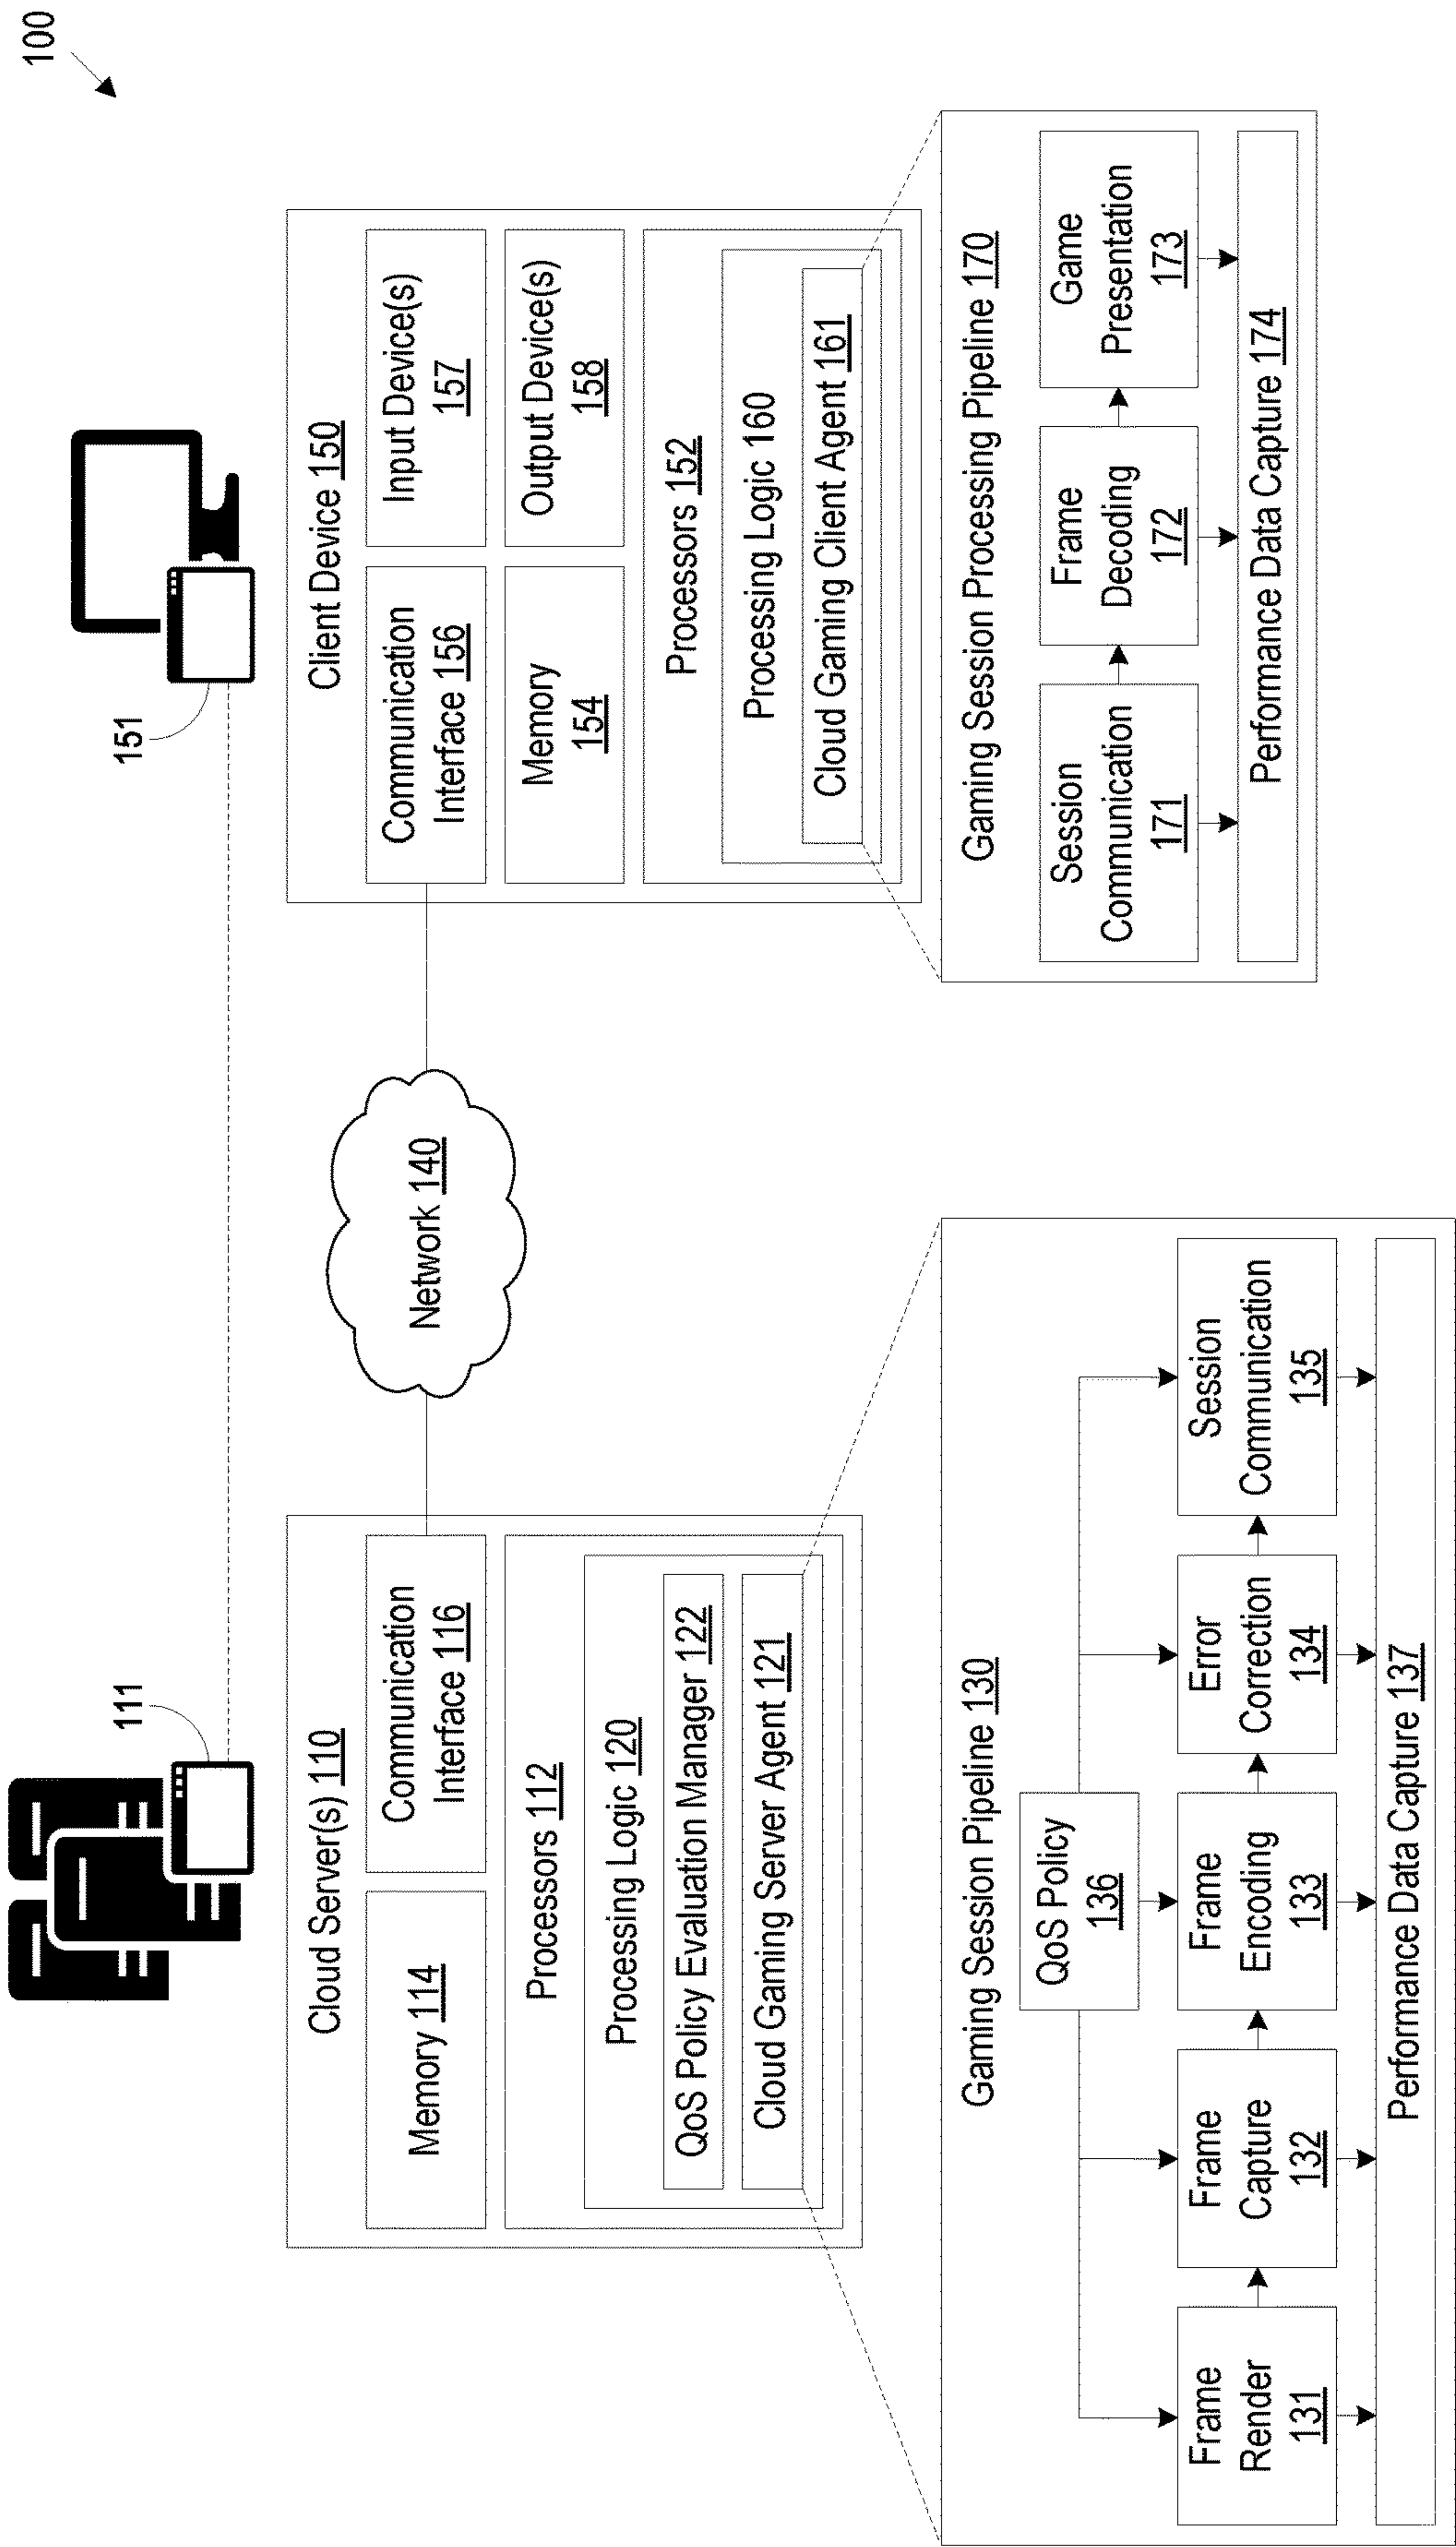 100
111
151
Cloud Server(s) 110
Memory 114
Communication
Interface 116
Processors 112
Processing Logic 120
QoS Policy Evaluation Manager 122
Cloud Gaming Server Agent 121
Network 140
Client Device 150
Communication
Interface 156
Input Device(s)
157
Memory
154
Output Device(s)
158
Processors 152
Processing Logic 160
Cloud Gaming Client Agent 161
Gaming Session Pipeline 130
QoS Policy
136
Frame
Render
131
Frame
Capture
132
Frame
Encoding
133
Error
Correction
134
Session
Communication
135
Performance Data Capture 137
Gaming Session Processing Pipeline 170
Session
Communication
171
Frame
Decoding
172
Game
Presentation
173
Performance Data Capture 174